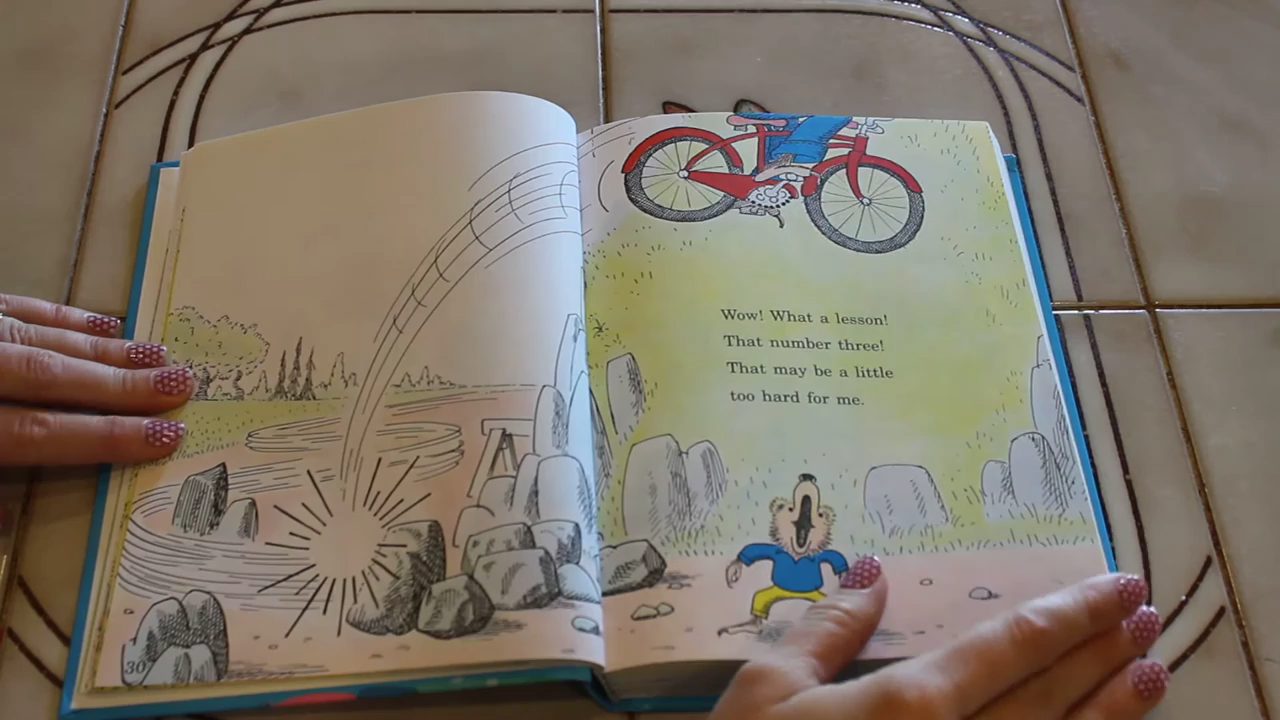 Wow! What a lesson!
That number three!
That may be a little
too hard for me.
30